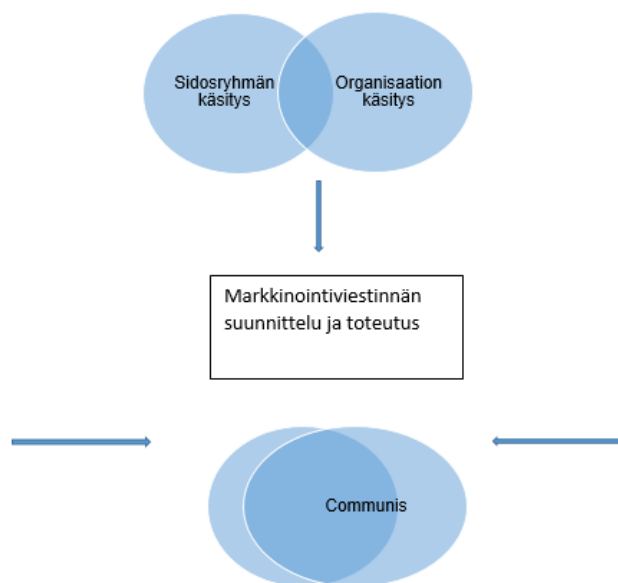 Sidosryhmän
käsitys
Organisaation
käsitys
Markkinointiviestinnän
suunnittelu ja toteutus
Communis